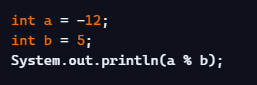 int a = -12;
int b = 5;
System.out.println(a % b);